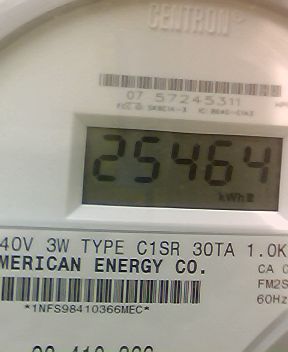 CENTRON®
07 57245311
25464
kWh
40V 3W TYPE C1SR 30TA 1.0K
MERICAN ENERGY CO.
CA 0
FM2S
60Hz
*1NFS98410366MEC*